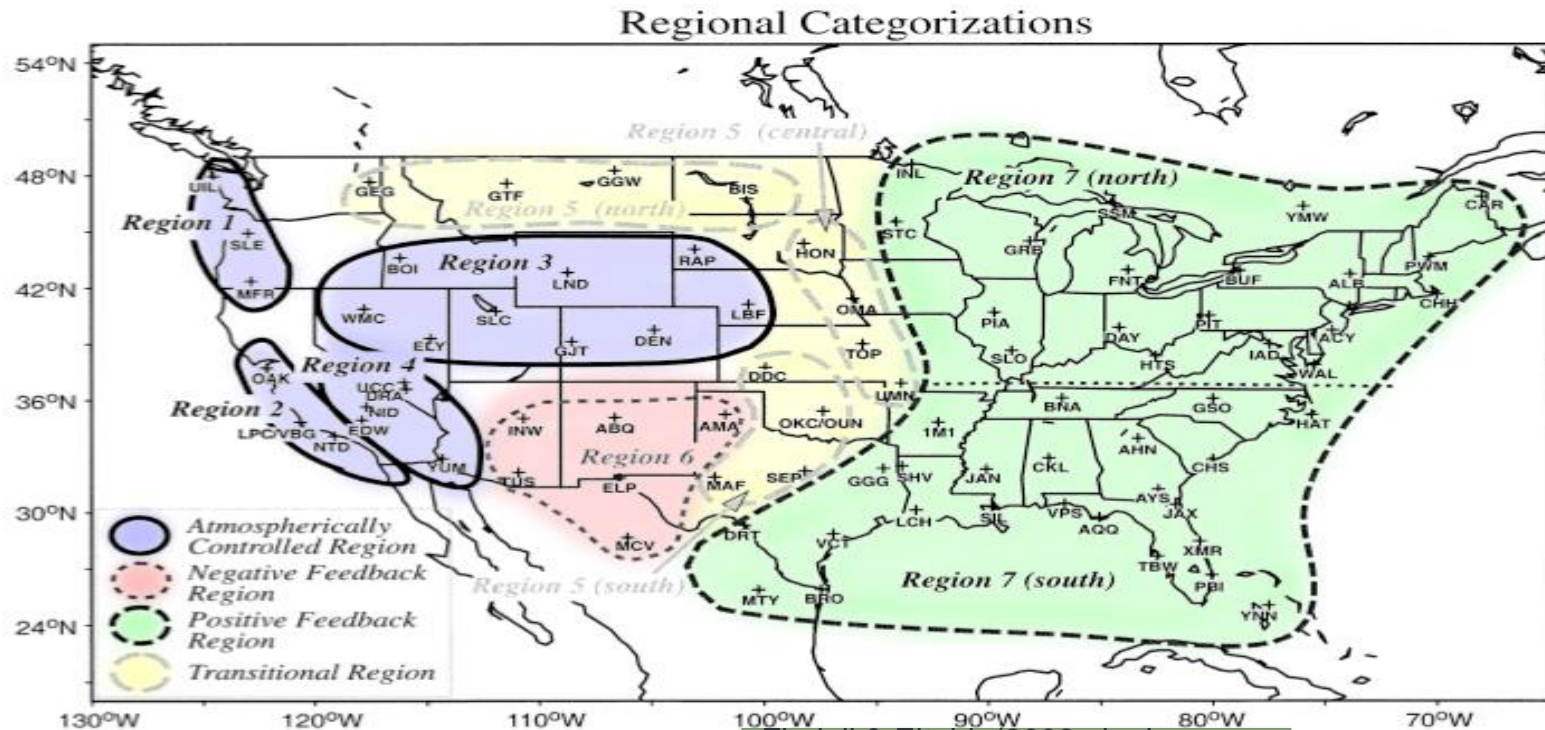 Regional Categorizations
54°N
48°N
42°N
36°N
30°N
24°N
130°W
120°W
110°W
100°W
90°W
80°W
70°W
Region 5 (central)
Region 7 (north)
Region 5 (north)
Region 1
Region 3
Region 4
Region 2
Region 6
Region 5 (south)
Region 7 (south)
UIL
GEG
GTF
GGW
BIS
INL
SSM
YMW
CAR
SLE
BOI
LND
RAP
HON
STC
GRB
PWM
MFR
FNT
BUF
ALB
CHH
WMC
SLC
LBF
OMA
PIA
PIT
ACY
ELY
GJT
DEN
TOP
SLO
DAY
HTS
IAD
WAL
OAK
UCC
DRA
DDC
UMN
BNA
GSO
HAT
NID
LPC/VBG
EDW
NTD
INW
ABQ
AMA
OKC/OUN
1M1
AHN
YUM
TUS
ELP
MAF
SEP
GGG
SHV
JAN
CKL
CHS
AYS
JAX
MCV
DRT
VCT
LCH
SIL
VPS
AQQ
XMR
TBW
PBI
MTY
BRO
YNN
Atmospherically
Controlled Region
Negative Feedback
Region
Positive Feedback
Region
Transitional Region